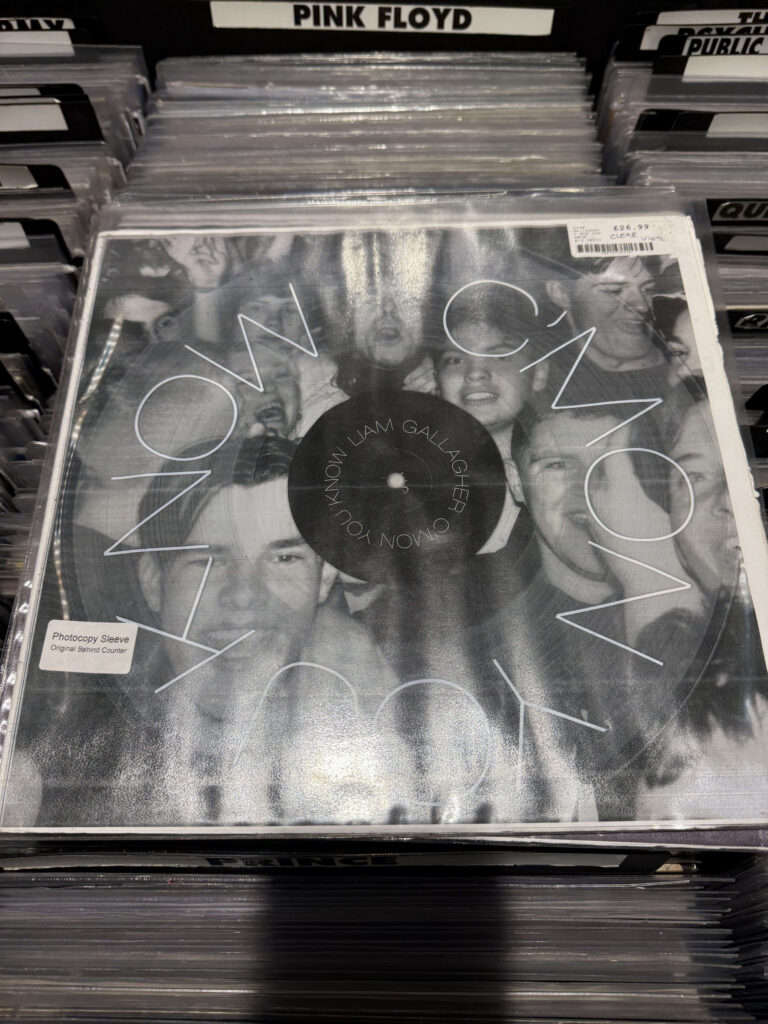 PINK FLOYD
PUBLIC
£26.99
CLEAR VINYL
C'MON YOU KNOW
LIAM GALLAGHER C'MON YOU KNOW
Photocopy Sleeve
Original Behind Counter
PRINCE